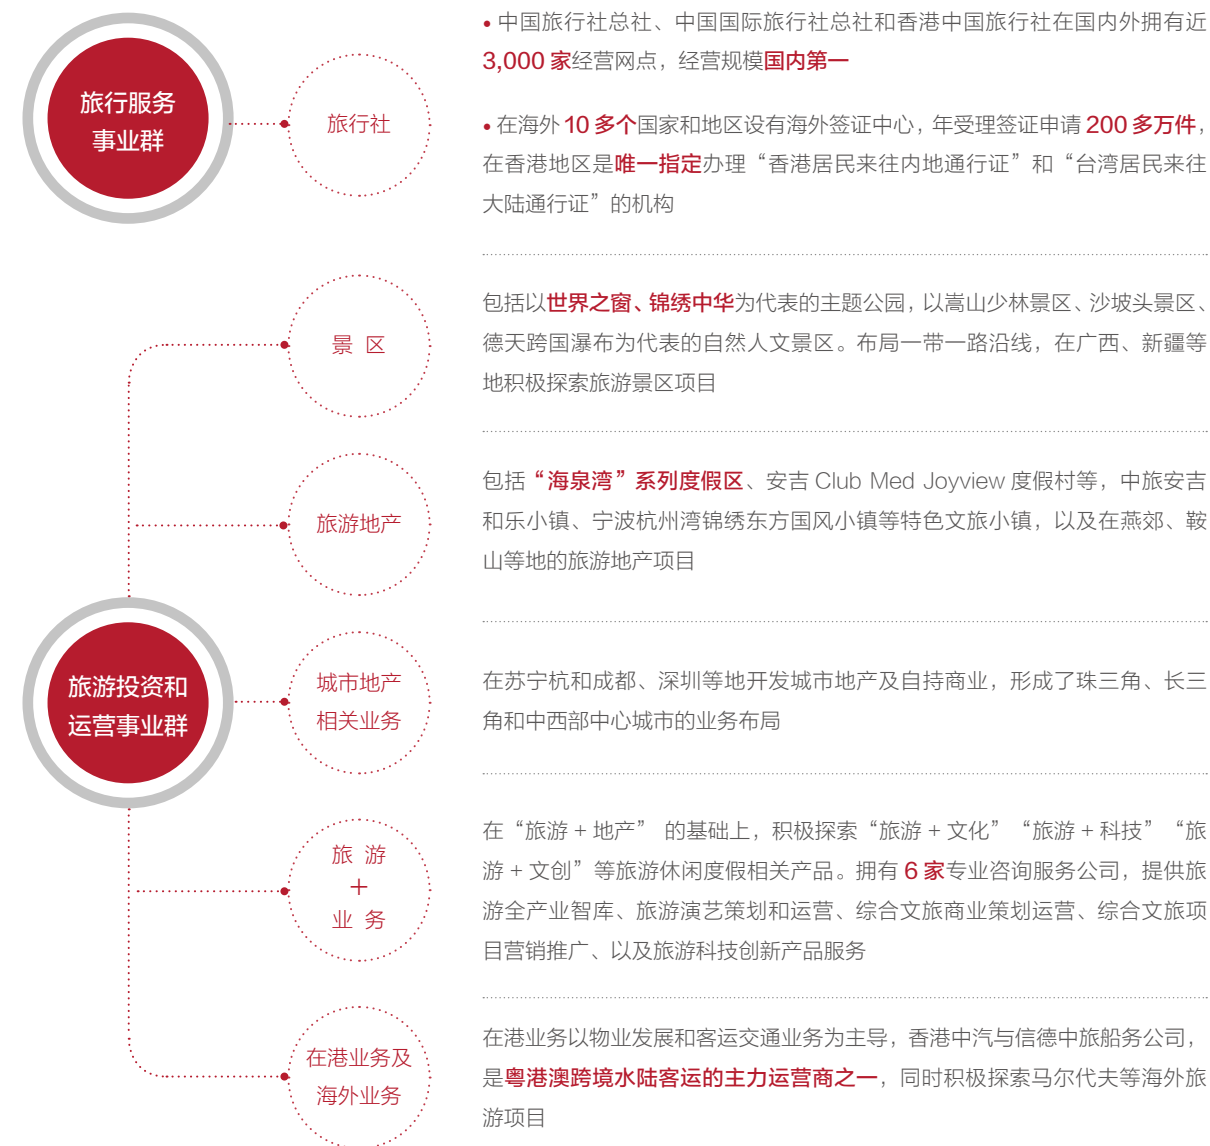 旅行服务
事业群
旅行社
• 中国旅行社总社、中国国际旅行社总社和香港中国旅行社在国内外拥有近
3,000 家经营网点，经营规模国内第一
• 在海外 10 多个国家和地区设有海外签证中心，年受理签证申请 200 多万件，
在香港地区是唯一指定办理“香港居民来往内地通行证”和“台湾居民来往
大陆通行证”的机构
旅游投资和
运营事业群
景 区
包括以世界之窗、锦绣中华为代表的主题公园，以嵩山少林景区、沙坡头景区、
德天跨国瀑布为代表的自然人文景区。布局一带一路沿线，在广西、新疆等
地积极探索旅游景区项目
旅游地产
包括“海泉湾”系列度假区、安吉 Club Med Joyview 度假村等，中旅安吉
和乐小镇、宁波杭州湾锦绣东方国风小镇等特色文旅小镇，以及在燕郊、鞍
山等地的旅游地产项目
城市地产
相关业务
在苏宁杭和成都、深圳等地开发城市地产及自持商业，形成了珠三角、长三
角和中西部中心城市的业务布局
旅 游
+
业 务
在“旅游 + 地产” 的基础上，积极探索“旅游 + 文化”“旅游 + 科技”“旅
游 + 文创”等旅游休闲度假相关产品。拥有 6 家专业咨询服务公司，提供旅
游全产业智库、旅游演艺策划和运营、综合文旅商业策划运营、综合文旅项
目营销推广、以及旅游科技创新产品服务
在港业务及
海外业务
在港业务以物业发展和客运交通业务为主导，香港中汽与信德中旅船务公司，
是粤港澳跨境水陆客运的主力运营商之一，同时积极探索马尔代夫等海外旅
游项目